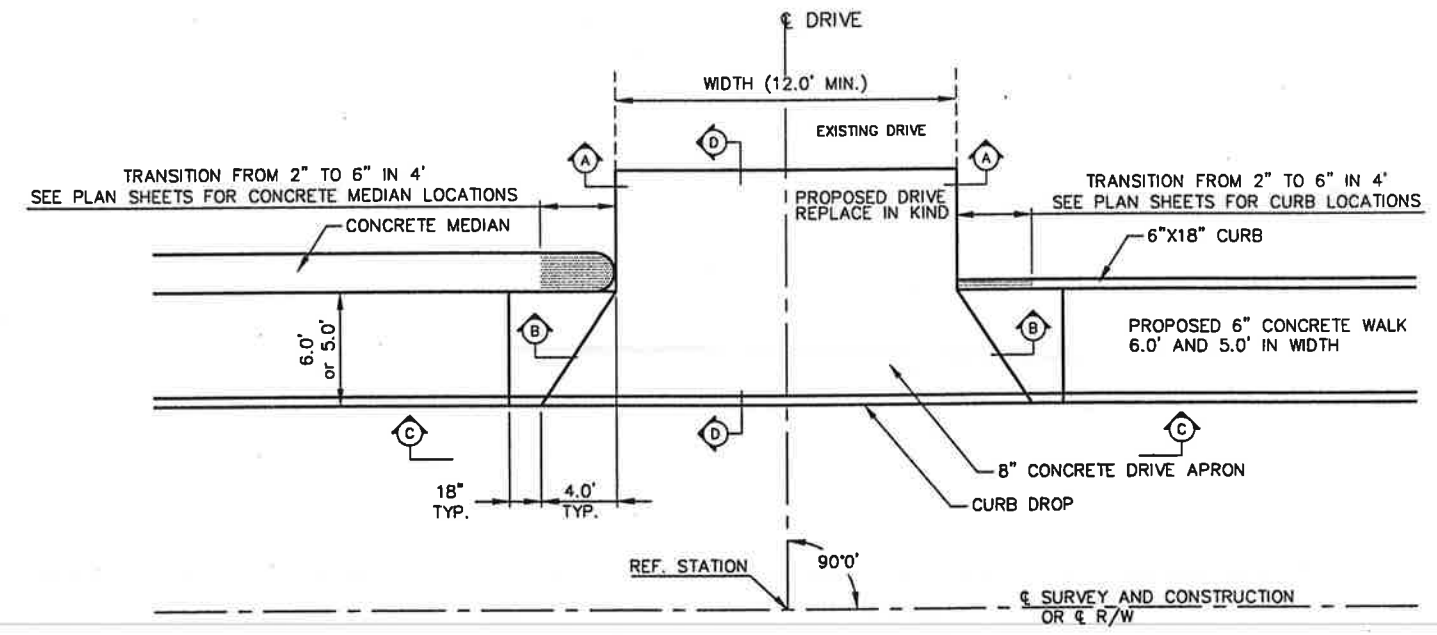 ℄ DRIVE
WIDTH (12.0' MIN.)
EXISTING DRIVE
D
A
A
TRANSITION FROM 2" TO 6" IN 4'
SEE PLAN SHEETS FOR CONCRETE MEDIAN LOCATIONS
PROPOSED DRIVE
REPLACE IN KIND
TRANSITION FROM 2" TO 6" IN 4'
SEE PLAN SHEETS FOR CURB LOCATIONS
CONCRETE MEDIAN
6"X18" CURB
6.0'
or 5.0'
B
B
PROPOSED 6" CONCRETE WALK
6.0' AND 5.0' IN WIDTH
C
D
C
8" CONCRETE DRIVE APRON
18"
TYP.
4.0'
TYP.
CURB DROP
REF. STATION
90°0'
℄ SURVEY AND CONSTRUCTION
OR ℄ R/W